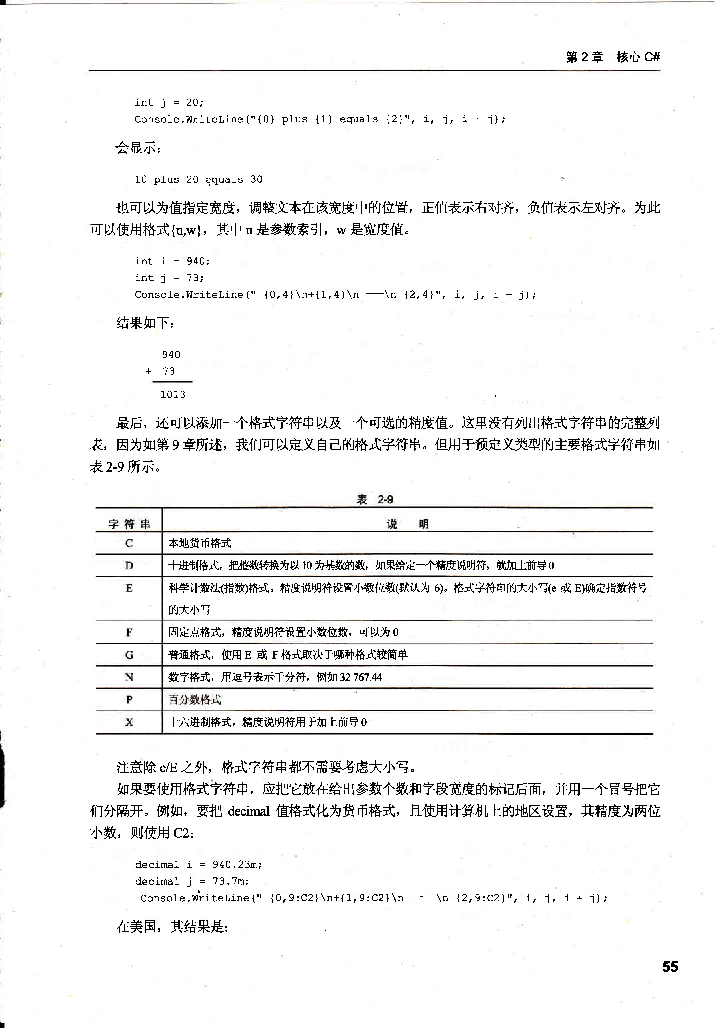 第 2 章 核心 C#
int j = 20;
Console.WriteLine("{0} plus {1} equals {2}", i, j, i + j);
会显示：
10 plus 20 equals 30
也可以为值指定宽度，调整文本在该宽度中的位置，正值表示右对齐，负值表示左对齐。为此
可以使用格式{n,w}，其中 n 是参数索引，w 是宽度值。
int i = 940;
int j = 73;
Console.WriteLine(" {0,4}\n+{1,4}\n ──\n {2,4}", i, j, i + j);
结果如下：
940
+ 73
1013
最后，还可以添加一个格式字符串以及一个可选的精度值。这里没有列出格式字符串的完整列
表，因为如第 9 章所述，我们可以定义自己的格式字符串。但用于预定义类型的主要格式字符串如
表 2-9 所示。
表 2-9
字 符 串 说 明
C 本地货币格式
D 十进制格式，把整数转换为以 10 为基数的数，如果给定一个精度说明符，就加上前导 0
E 科学计数法(指数)格式。精度说明符设置小数位数(默认为 6)。格式字符串的大小写(e 或 E)确定指数符号
的大小写
F 固定点格式，精度说明符设置小数位数，可以为 0
G 普通格式，使用 E 或 F 格式取决于哪种格式较简单
N 数字格式，用逗号表示千分符，例如 32 767.44
P 百分数格式
X 十六进制格式，精度说明符用于加上前导 0
注意除 e/E 之外，格式字符串都不需要考虑大小写。
如果要使用格式字符串，应把它放在给出参数个数和字段宽度的标记后面，并用一个冒号把它
们分隔开。例如，要把 decimal 值格式化为货币格式，且使用计算机上的地区设置，其精度为两位
小数，则使用 C2：
decimal i = 940.23m;
decimal j = 73.7m;
Console.WriteLine(" {0,9:C2}\n+{1,9:C2}\n \n {2,9:C2}", i, j, i + j);
在美国，其结果是：
55